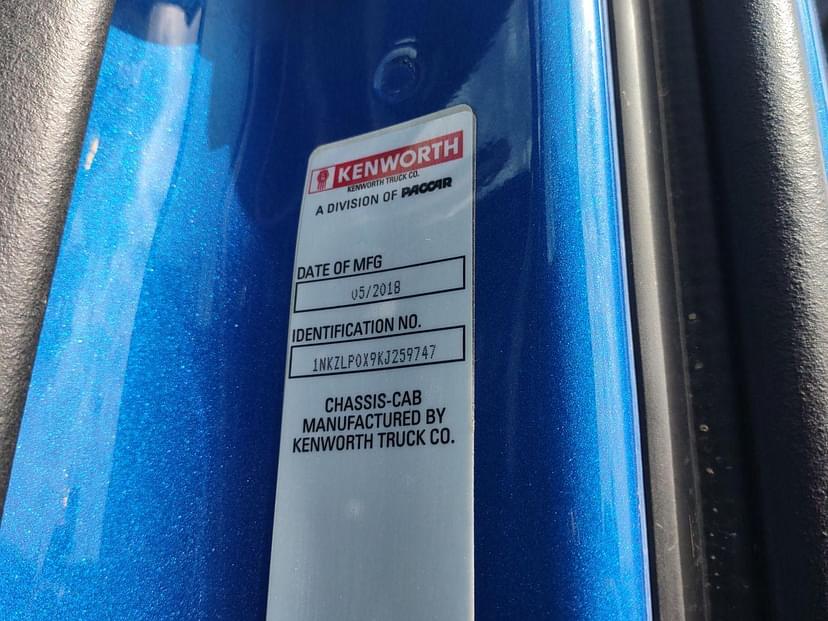 KENWORTH
KENWORTH TRUCK CO.
A DIVISION OF PACCAR
DATE OF MFG
05/2018
IDENTIFICATION NO.
1NKZLP0X9KJ259747
CHASSIS-CAB
MANUFACTURED BY
KENWORTH TRUCK CO.